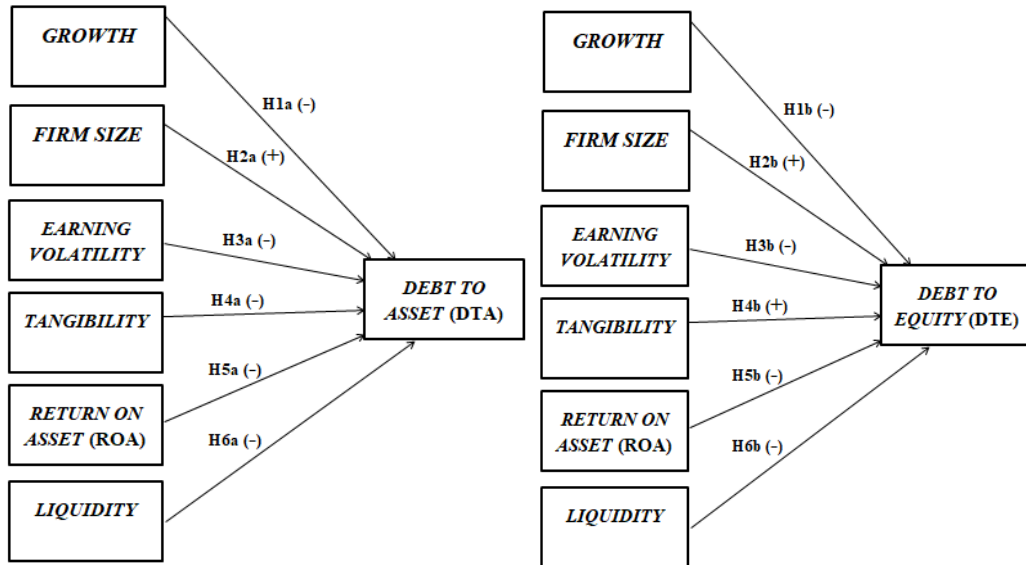 GROWTH
H1a (-)
FIRM SIZE
H2a (+)
EARNING
VOLATILITY
H3a (-)
TANGIBILITY
H4a (-)
RETURN ON
ASSET (ROA)
H5a (-)
LIQUIDITY
H6a (-)
DEBT TO
ASSET (DTA)
GROWTH
H1b (-)
FIRM SIZE
H2b (+)
EARNING
VOLATILITY
H3b (-)
TANGIBILITY
H4b (+)
RETURN ON
ASSET (ROA)
H5b (-)
LIQUIDITY
H6b (-)
DEBT TO
EQUITY (DTE)